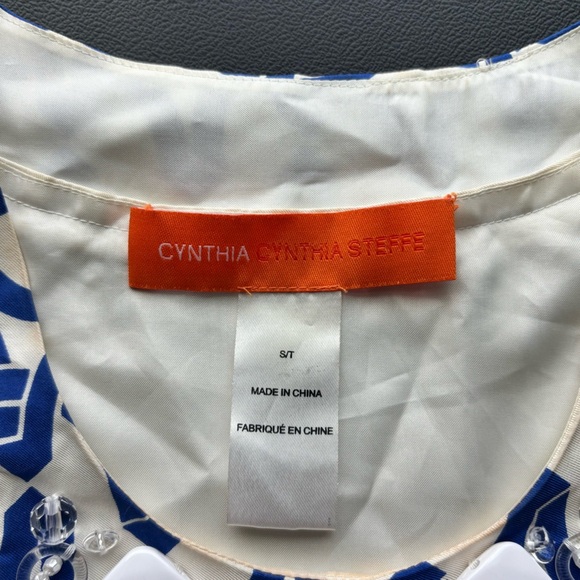 CYNTHIA CYNTHIA STEFFE
S/T
MADE IN CHINA
FABRIQUÉ EN CHINE